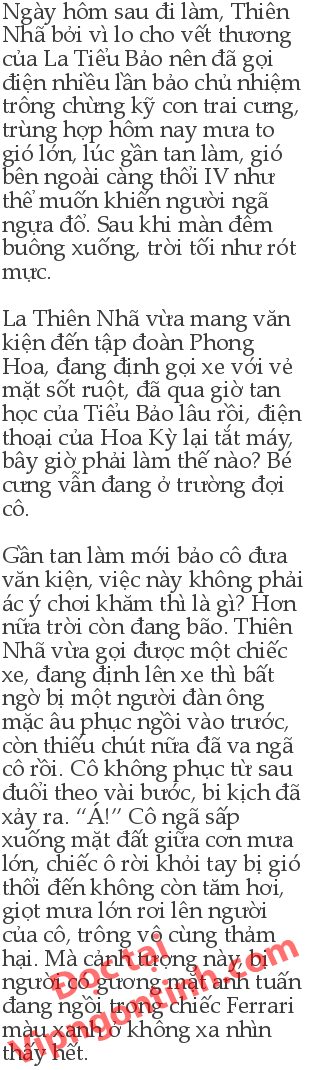 Ngày hôm sau đi làm, Thiên
Nhã bởi vì lo cho vết thương
của La Tiểu Bảo nên đã gọi
điện nhiều lần bảo chủ nhiệm
trông chừng kỹ con trai cưng,
trùng hợp hôm nay mưa to
gió lớn, lúc gần tan làm, gió
bên ngoài càng thổi IV như
thể muốn khiến người ngã
ngựa đổ. Sau khi màn đêm
buông xuống, trời tối như rót
mực.
La Thiên Nhã vừa mang văn
kiện đến tập đoàn Phong
Hoa, đang định gọi xe với vẻ
mặt sốt ruột, đã qua giờ tan
học của Tiểu Bảo lâu rồi, điện
thoại của Hoa Kỳ lại tắt máy,
bây giờ phải làm thế nào? Bé
cưng vẫn đang ở trường đợi
cô.
Gần tan làm mới bảo cô đưa
văn kiện, việc này không phải
ác ý chơi khăm thì là gì? Hơn
nữa trời còn đang bão. Thiên
Nhã vừa gọi được một chiếc
xe, đang định lên xe thì bất
ngờ bị một người đàn ông
mặc âu phục ngồi vào trước,
còn thiếu chút nữa đã va ngã
cô rồi. Cô không phục từ sau
đuổi theo vài bước, bi kịch đã
xảy ra. “Á!” Cô ngã sấp
xuống mặt đất giữa cơn mưa
lớn, chiếc ô rời khỏi tay bị gió
thổi đến không còn tăm hơi,
giọt mưa lớn rơi lên người
của cô, trông vô cùng thảm
hại. Mà cảnh tượng này, bị
người có gương mặt anh tuấn
đang ngồi trong chiếc Ferrari
màu xanh ở không xa nhìn
thấy hết.
Đọc tại
Vipngontinh.com